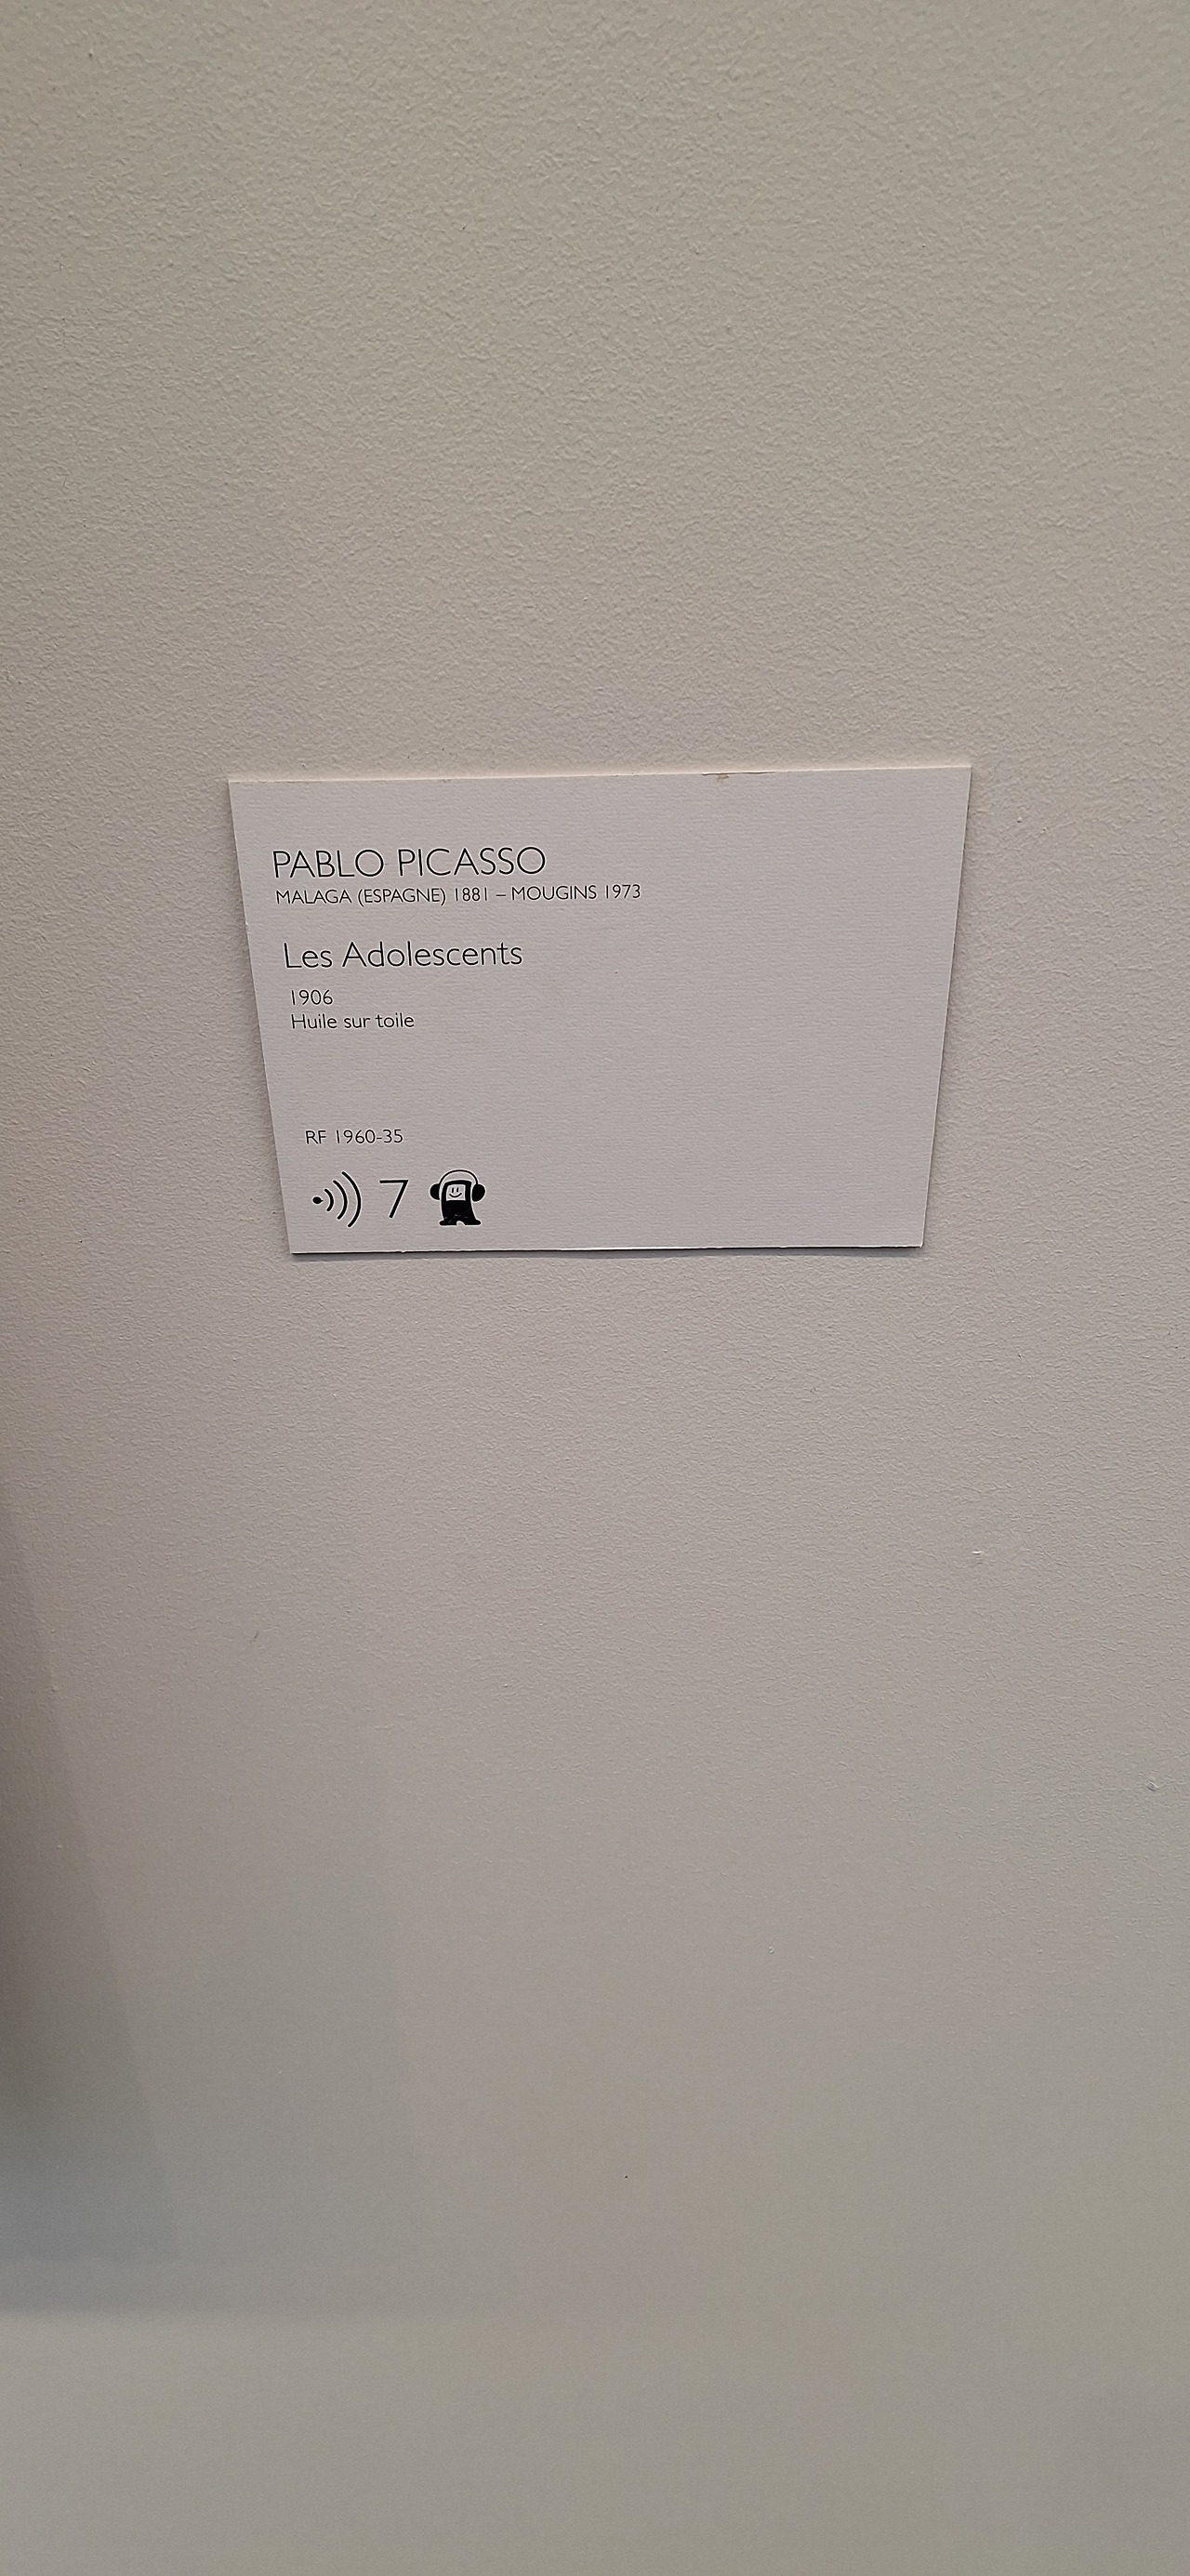 PABLO PICASSO
MALAGA (ESPAGNE) 1881 – MOUGINS 1973
Les Adolescents
1906
Huile sur toile
RF 1960-35
7